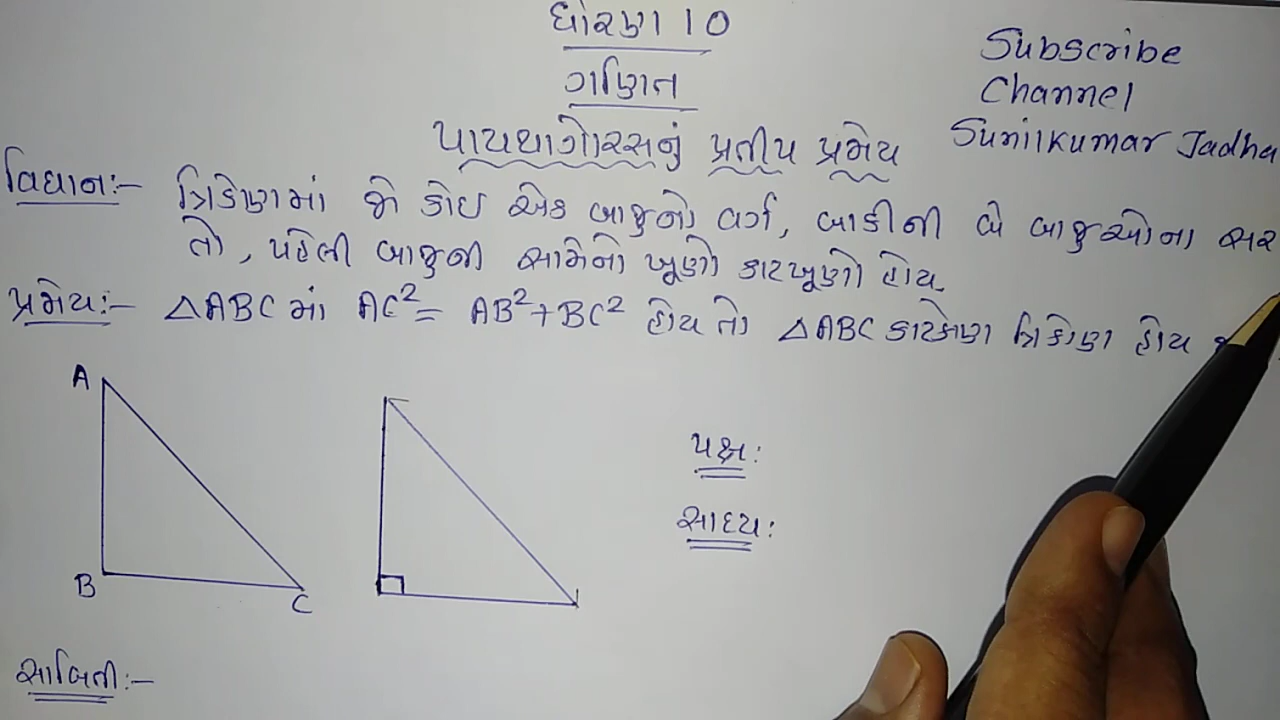 ધોરણ 10
ગણિત
પાયથાગોરસનું પ્રતીપ પ્રમેય
Subscribe
Channel
Sunilkumar Jadha
વિધાન:- ત્રિકોણમાં જો કોઇ એક બાજુનો વર્ગ, બાકીની બે બાજુઓના સર
તો, પહેલી બાજુની સામેનો ખૂણો કાટખૂણો હોય.
પ્રમેય:- △ABC માં AC² = AB² + BC² હોય તો △ABC કાટકોણ ત્રિકોણ હોય
A
B
C
પક્ષ:
સાધ્ય:
સાબિતી:-